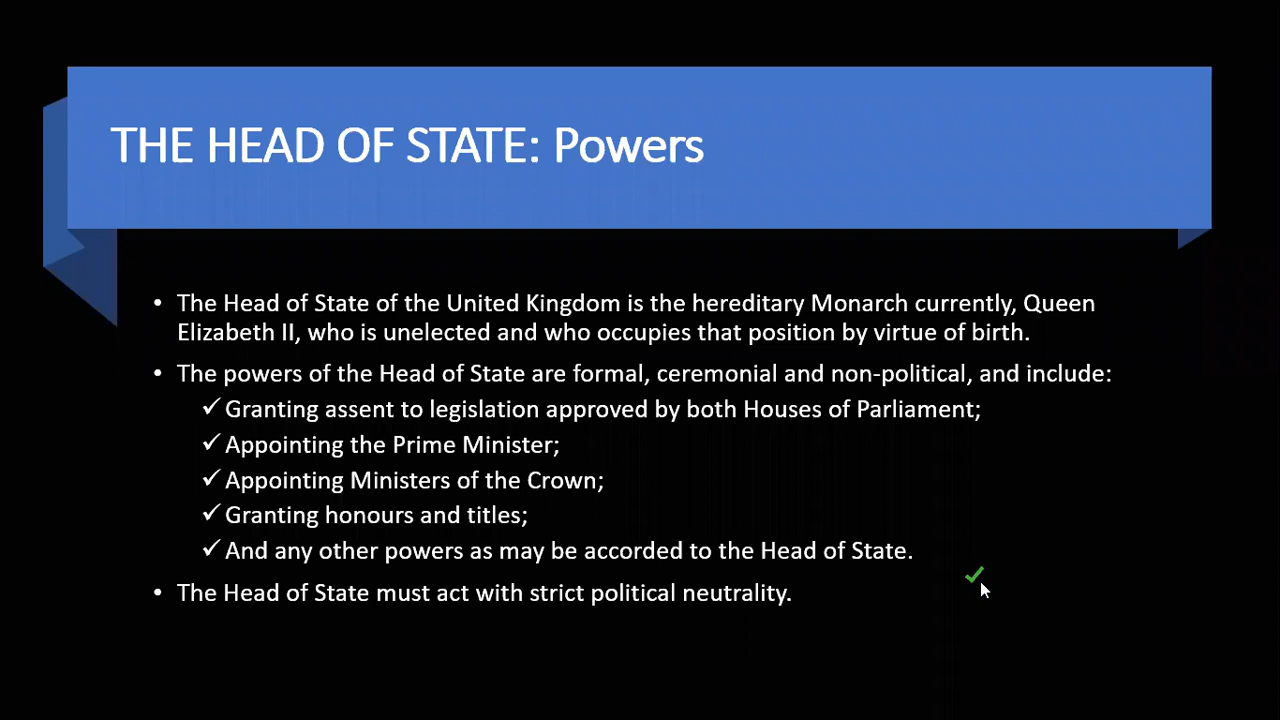 THE HEAD OF STATE: Powers
• The Head of State of the United Kingdom is the hereditary Monarch currently, Queen
Elizabeth II, who is unelected and who occupies that position by virtue of birth.
• The powers of the Head of State are formal, ceremonial and non-political, and include:
✓ Granting assent to legislation approved by both Houses of Parliament;
✓ Appointing the Prime Minister;
✓ Appointing Ministers of the Crown;
✓ Granting honours and titles;
✓ And any other powers as may be accorded to the Head of State.
• The Head of State must act with strict political neutrality.